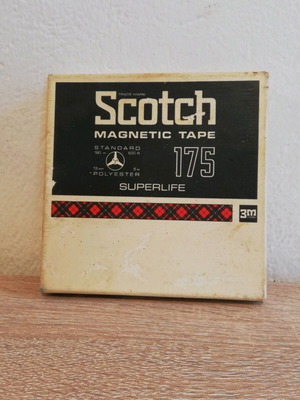 TRADE MARK
Scotch
MAGNETIC TAPE
STANDARD
175
POLYESTER
SUPERLIFE
3m